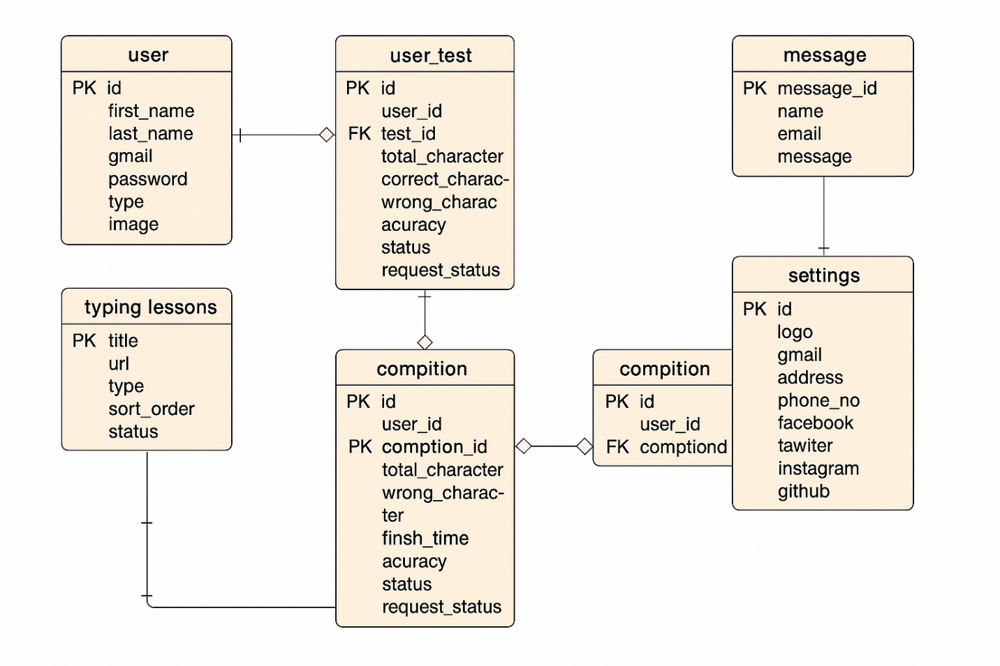 user
PK id
first_name
last_name
gmail
password
type
image
user_test
PK id
user_id
FK test_id
total_character
correct_charac-
wrong_charac
acuracy
status
request_status
message
PK message_id
name
email
message
typing lessons
PK title
url
type
sort_order
status
compition
PK id
user_id
PK comption_id
total_character
wrong_charac-
ter
finsh_time
acuracy
status
request_status
compition
PK id
user_id
FK comptiond
settings
PK id
logo
gmail
address
phone_no
facebook
tawiter
instagram
github